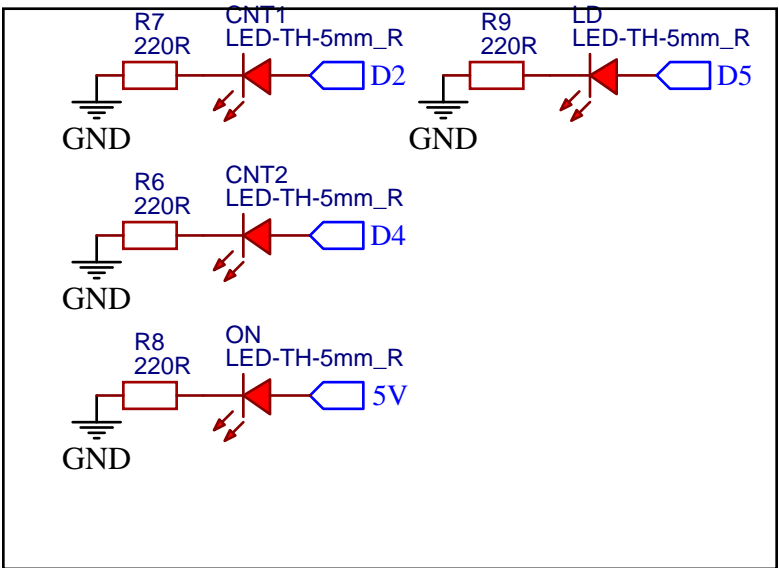 R7
220R
CNT1
LED-TH-5mm_R
D2
GND
R9
220R
LD
LED-TH-5mm_R
D5
GND
R6
220R
CNT2
LED-TH-5mm_R
D4
GND
R8
220R
ON
LED-TH-5mm_R
5V
GND